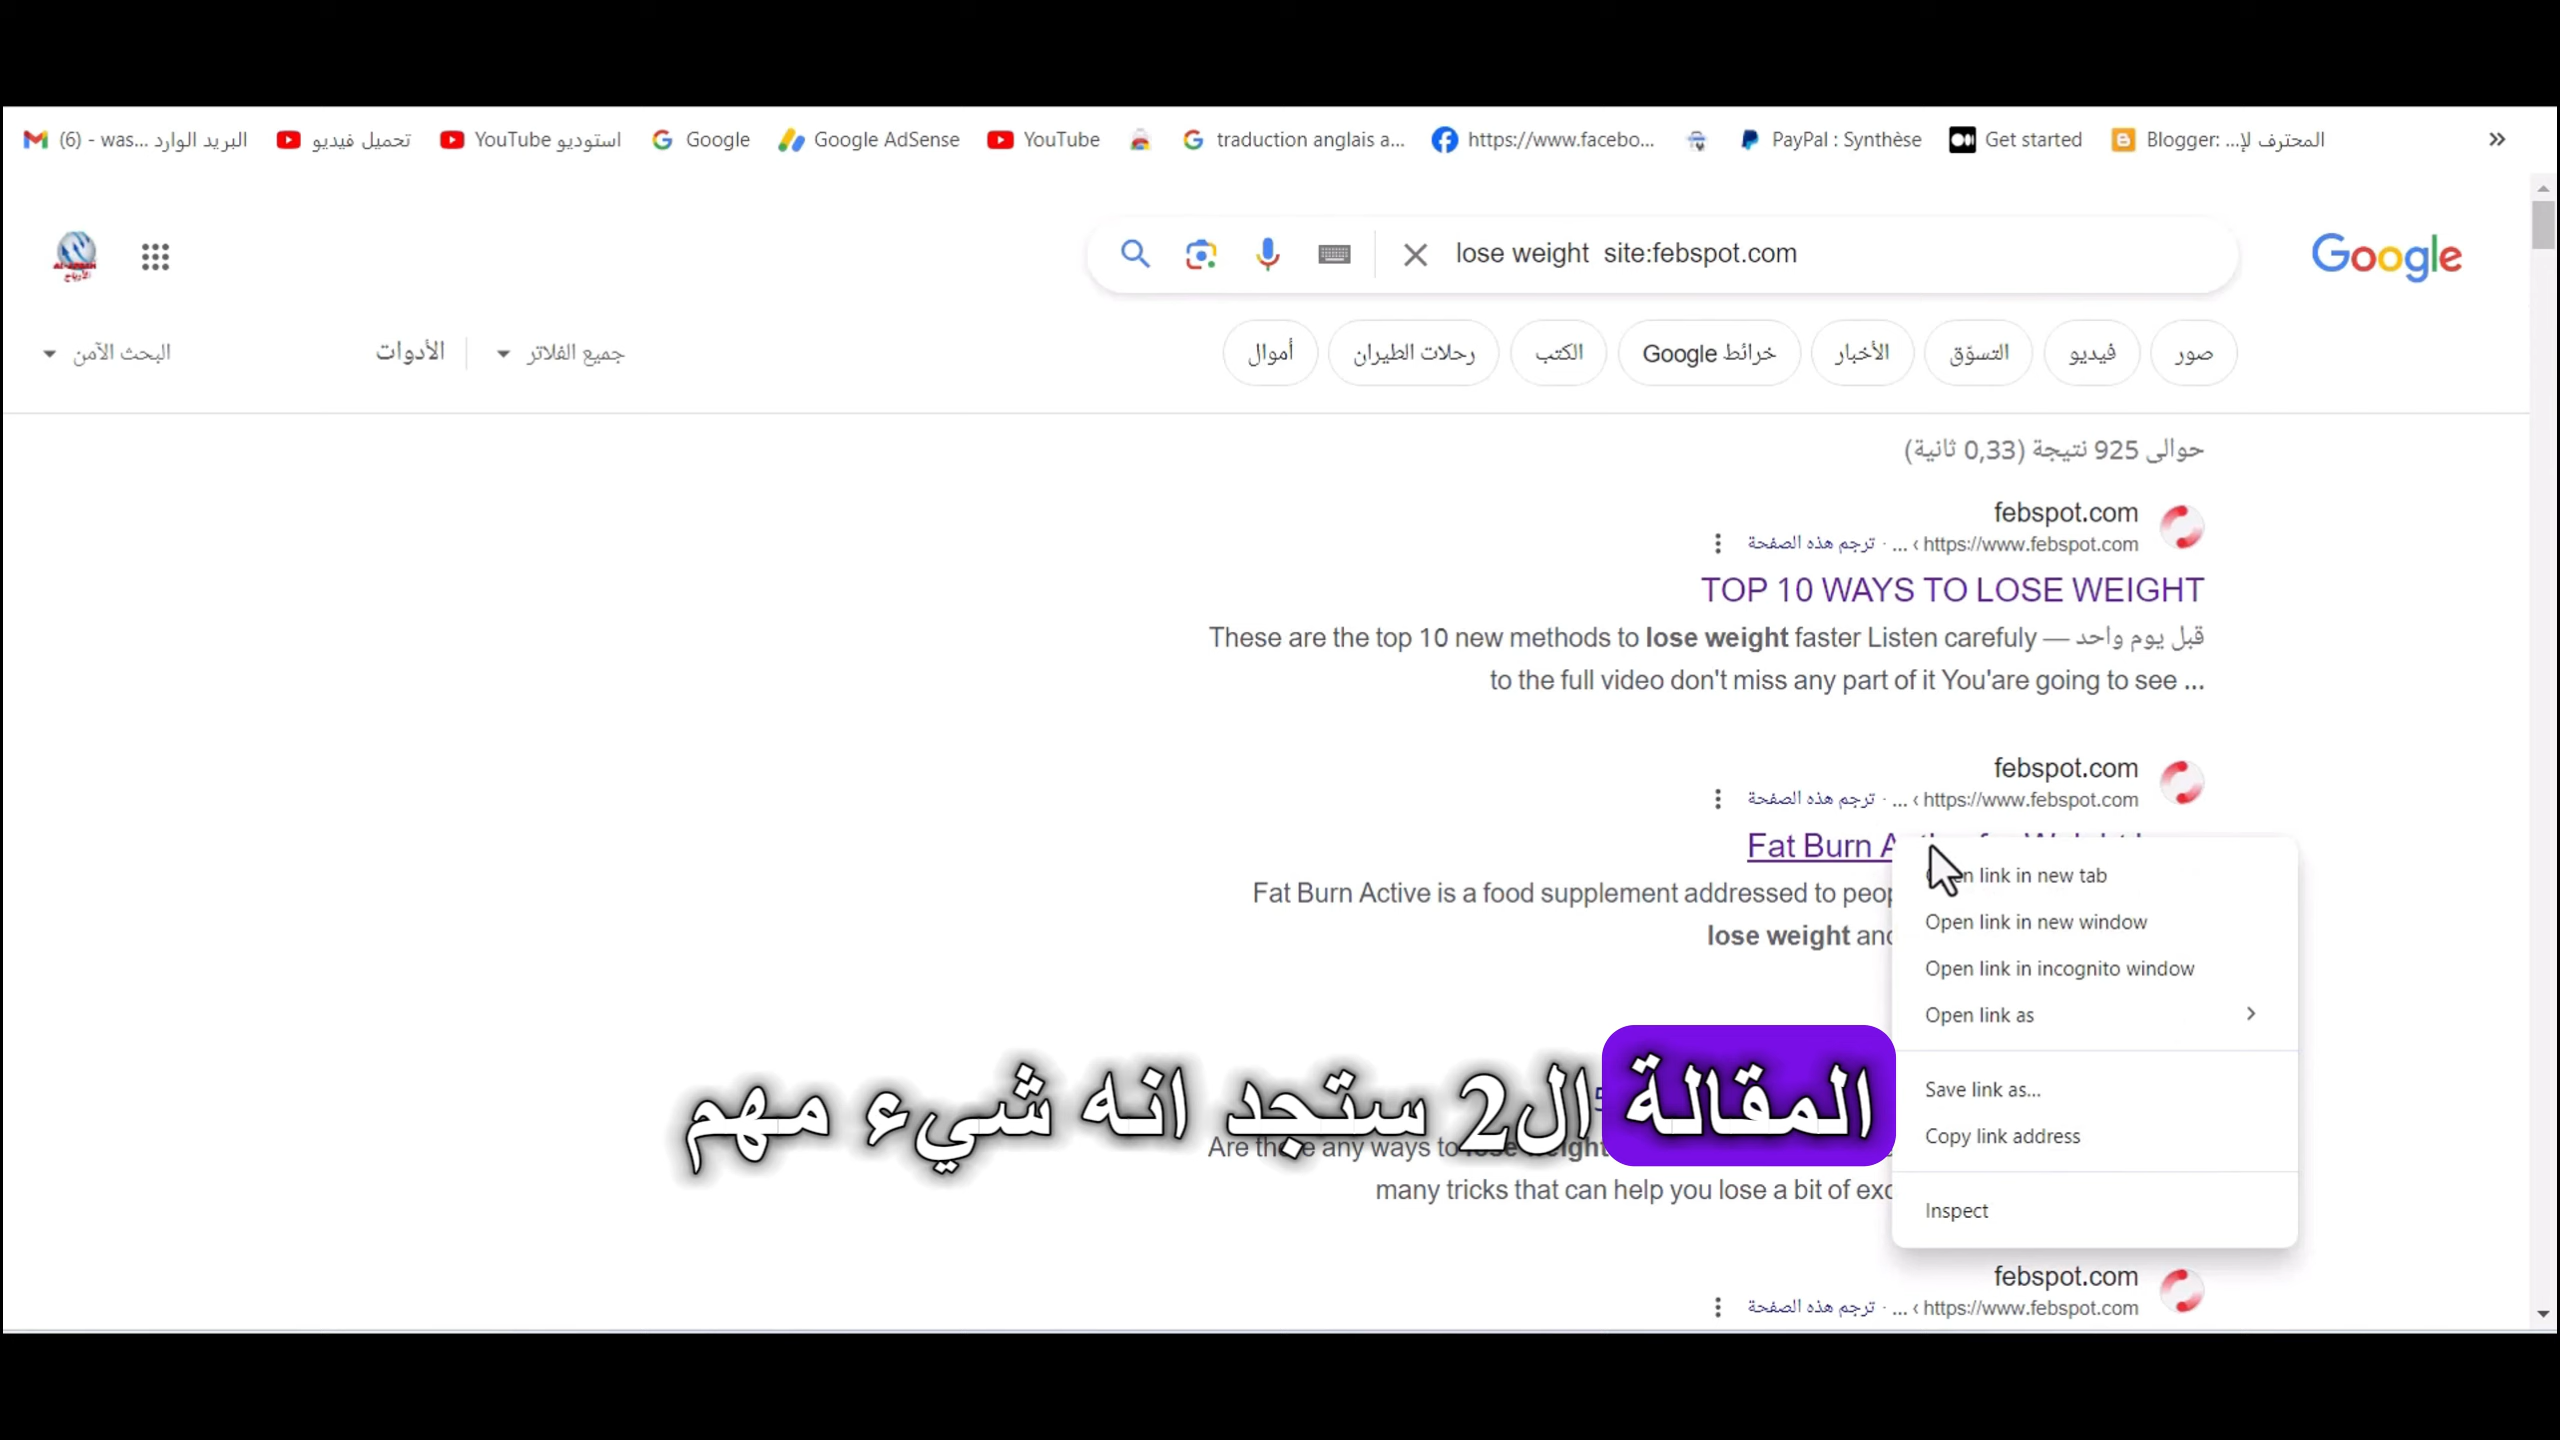 (6) - was... البريد الوارد
تحميل فيديو
استوديو YouTube
Google
Google AdSense
YouTube
traduction anglais a...
https://www.facebo...
PayPal : Synthèse
Get started
Blogger: ...المحترف لإ
lose weight  site:febspot.com
Google
صور
فيديو
التسوّق
الأخبار
خرائط Google
الكتب
رحلات الطيران
أموال
جميع الفلاتر
الأدوات
البحث الآمن
حوالى 925 نتيجة (0,33 ثانية)
febspot.com
https://www.febspot.com › ... · ترجم هذه الصفحة
TOP 10 WAYS TO LOSE WEIGHT
قبل يوم واحد — These are the top 10 new methods to lose weight faster Listen carefuly
to the full video don't miss any part of it You'are going to see ...
febspot.com
https://www.febspot.com › ... · ترجم هذه الصفحة
Fat Burn
Fat Burn Active is a food supplement addressed to
lose weight
Open link in new window
Open link in incognito window
Open link as
Save link as...
Copy link address
Inspect
link in new tab
المقالة ال2 ستجد انه شيء مهم
Are there any ways to lose weight
many tricks that can help you lose a bit of
febspot.com
https://www.febspot.com › ... · ترجم هذه الصفحة